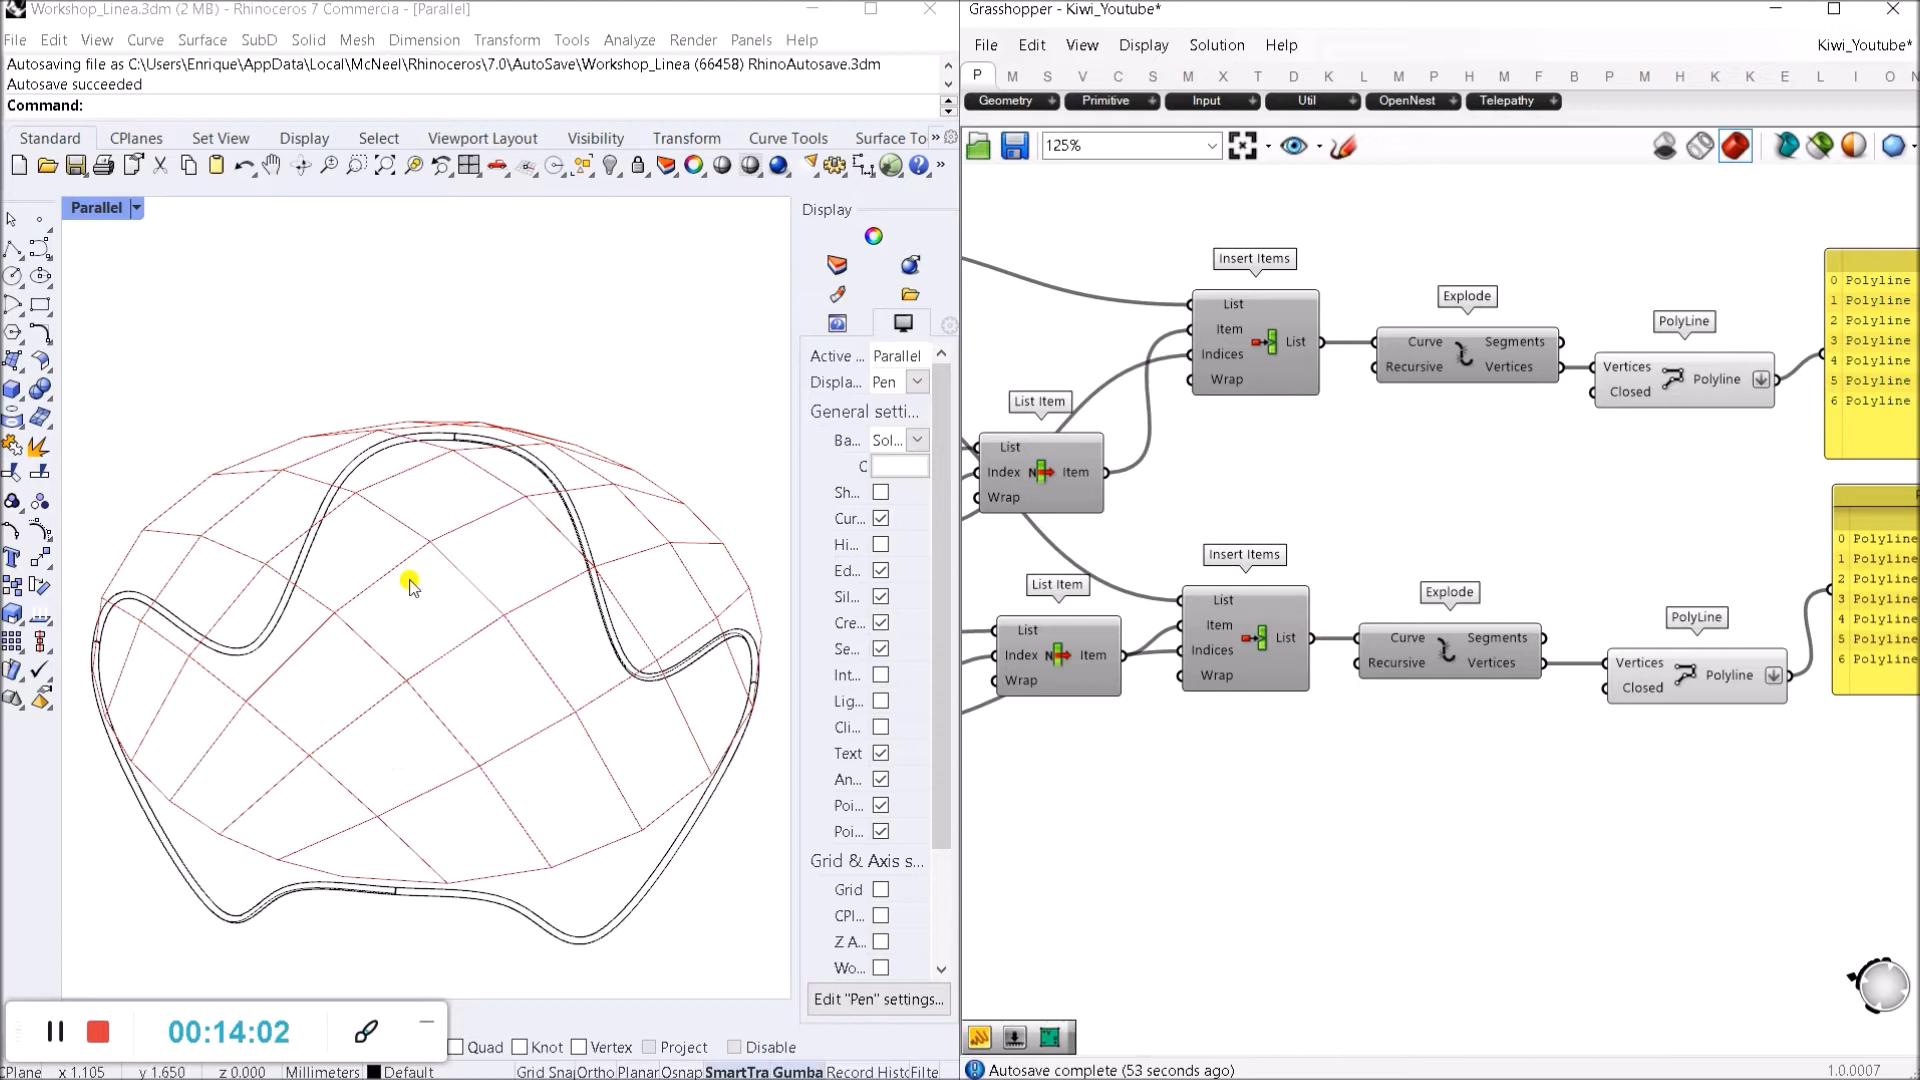 Workshop_Linea.3dm (2 MB) - Rhinoceros 7 Commercia - [Parallel]
File Edit View Curve Surface SubD Solid Mesh Dimension Transform Tools Analyze Render Panels Help
Autosaving file as C:\Users\Enrique\AppData\Local\McNeel\Rhinoceros\7.0\AutoSave\Workshop_Linea (66458) RhinoAutosave.3dm
Autosave succeeded
Command:
Standard CPlanes Set View Display Select Viewport Layout Visibility Transform Curve Tools Surface To »
Parallel
Display
Active ... Parallel
Displa... Pen
General setti...
Ba... Sol...
C
Sh...
Cur...
Hi...
Ed...
Sil...
Cre...
Se...
Int...
Lig...
Cli...
Text
An...
Poi...
Poi...
Grid & Axis s...
Grid
CPl...
Z A...
Wo...
Edit "Pen" settings...
00:14:02
Quad Knot Vertex Project Disable
CPlane x 1.105 y 1.650 z 0.000 Millimeters Default Grid Snaj Ortho Planar Osnap SmartTra Gumba Record Histc Filte
Grasshopper - Kiwi_Youtube*
File Edit View Display Solution Help Kiwi_Youtube*
P M S V C S M X T D K L M P H M F B P M H K K E L I O N
Geometry Primitive Input Util OpenNest Telepathy
125%
Insert Items
List
Item
Indices
Wrap
List
Explode
Curve
Recursive
Segments
Vertices
PolyLine
Vertices
Closed
Polyline
0 Polyline
1 Polyline
2 Polyline
3 Polyline
4 Polyline
5 Polyline
6 Polyline
List Item
List
Index
Wrap
N
Item
Insert Items
List
Item
Indices
Wrap
List
Explode
Curve
Recursive
Segments
Vertices
PolyLine
Vertices
Closed
Polyline
0 Polyline
1 Polyline
2 Polyline
3 Polyline
4 Polyline
5 Polyline
6 Polyline
List Item
List
Index
Wrap
N
Item
Autosave complete (53 seconds ago)
1.0.0007